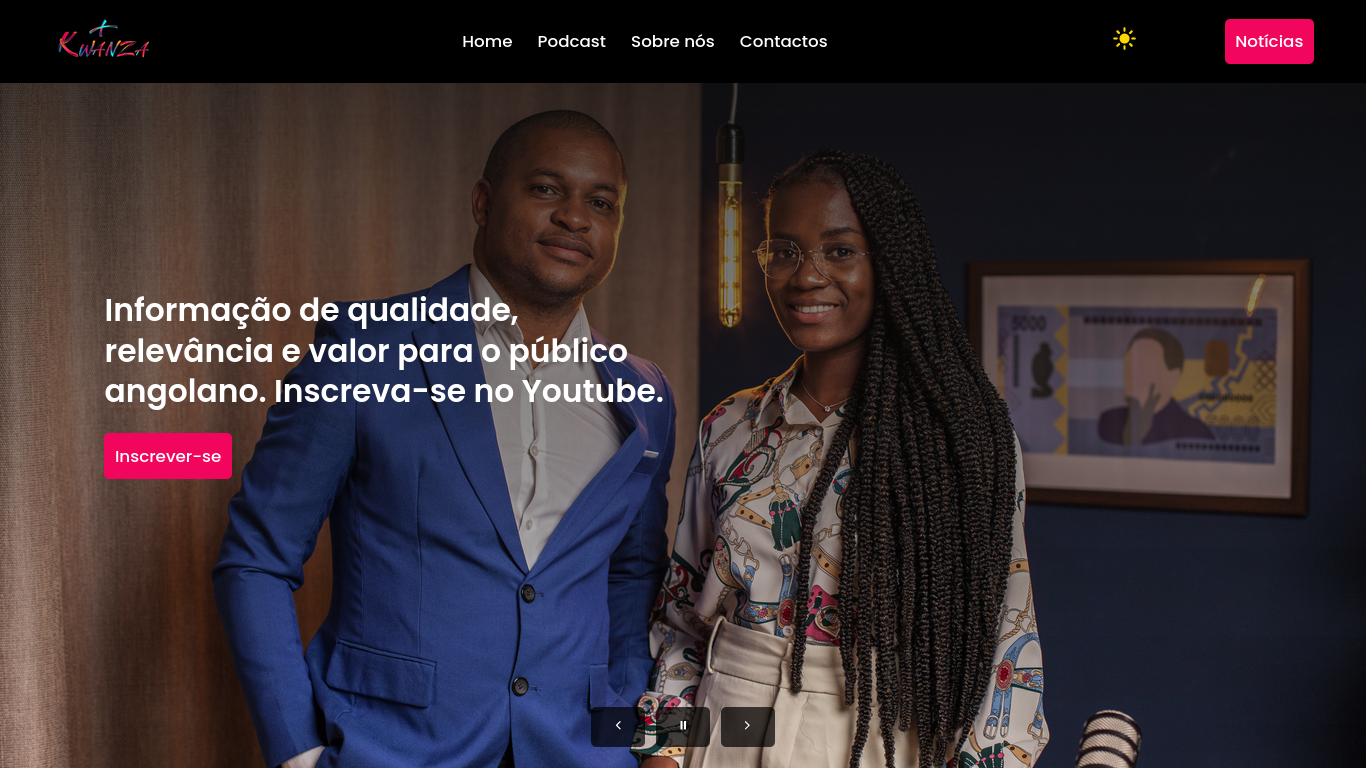 +
KWANZA
Home
Podcast
Sobre nós
Contactos
Notícias
Informação de qualidade,
relevância e valor para o público
angolano. Inscreva-se no Youtube.
Inscrever-se
5000